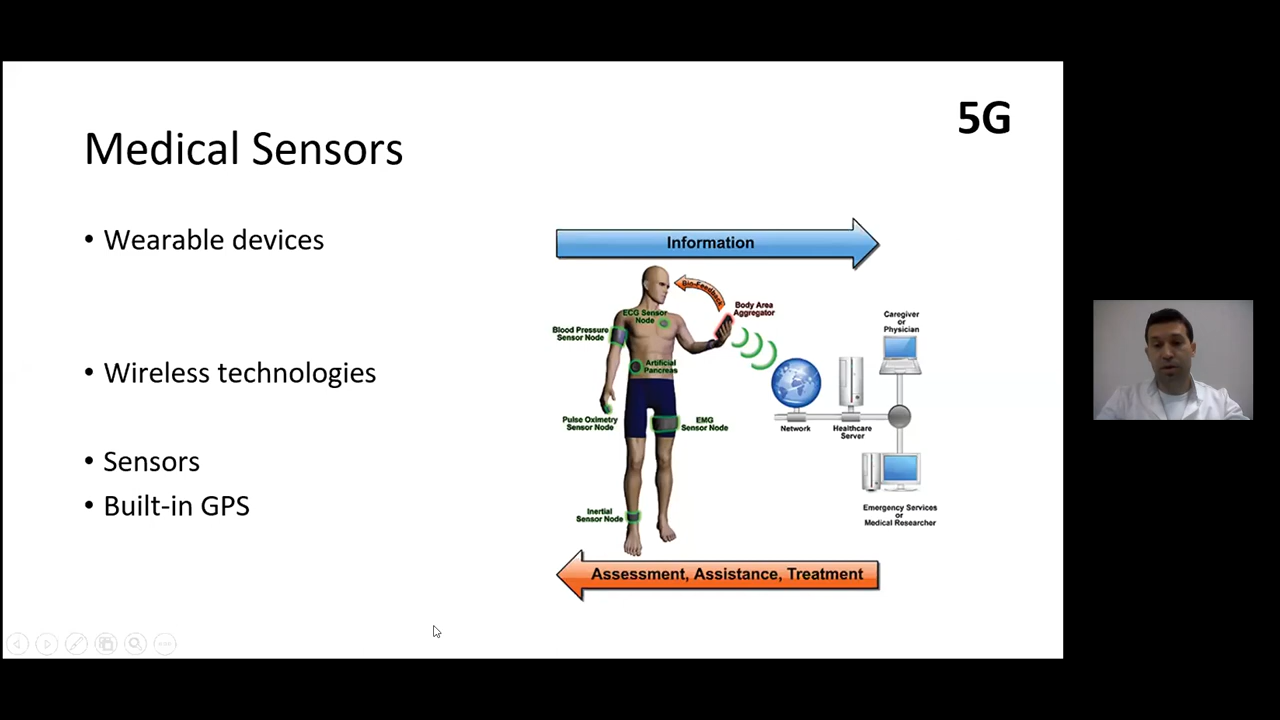 5G
Medical Sensors
• Wearable devices
• Wireless technologies
• Sensors
• Built-in GPS
Information
Bio-Feedback
Body Area
Aggregator
ECG Sensor
Node
Blood Pressure
Sensor Node
Artificial
Pancreas
Pulse Oximetry
Sensor Node
EMG
Sensor Node
Inertial
Sensor Node
Network
Healthcare
Server
Caregiver
or
Physician
Emergency Services
or
Medical Researcher
Assessment, Assistance, Treatment